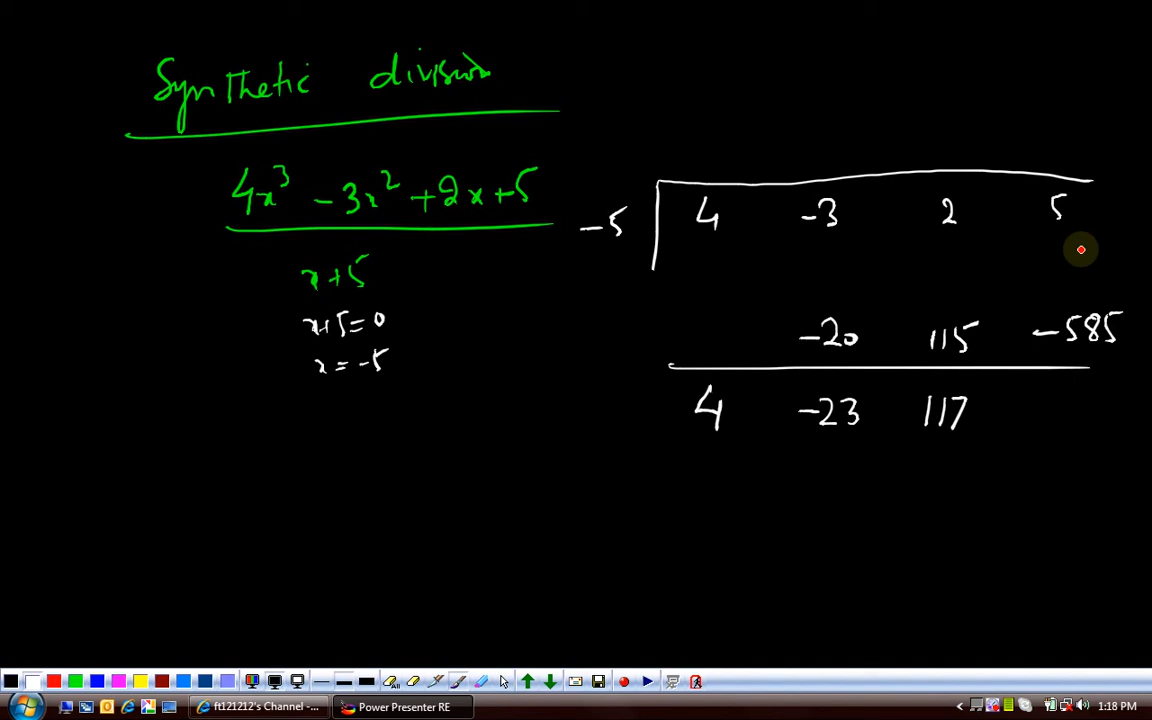 Synthetic division
4x³ - 3x² + 2x + 5
x + 5
x + 5 = 0
x = -5
-5 4 -3 2 5
-20 115 -585
4 -23 117
ft121212's Channel -...
Power Presenter RE
1:18 PM